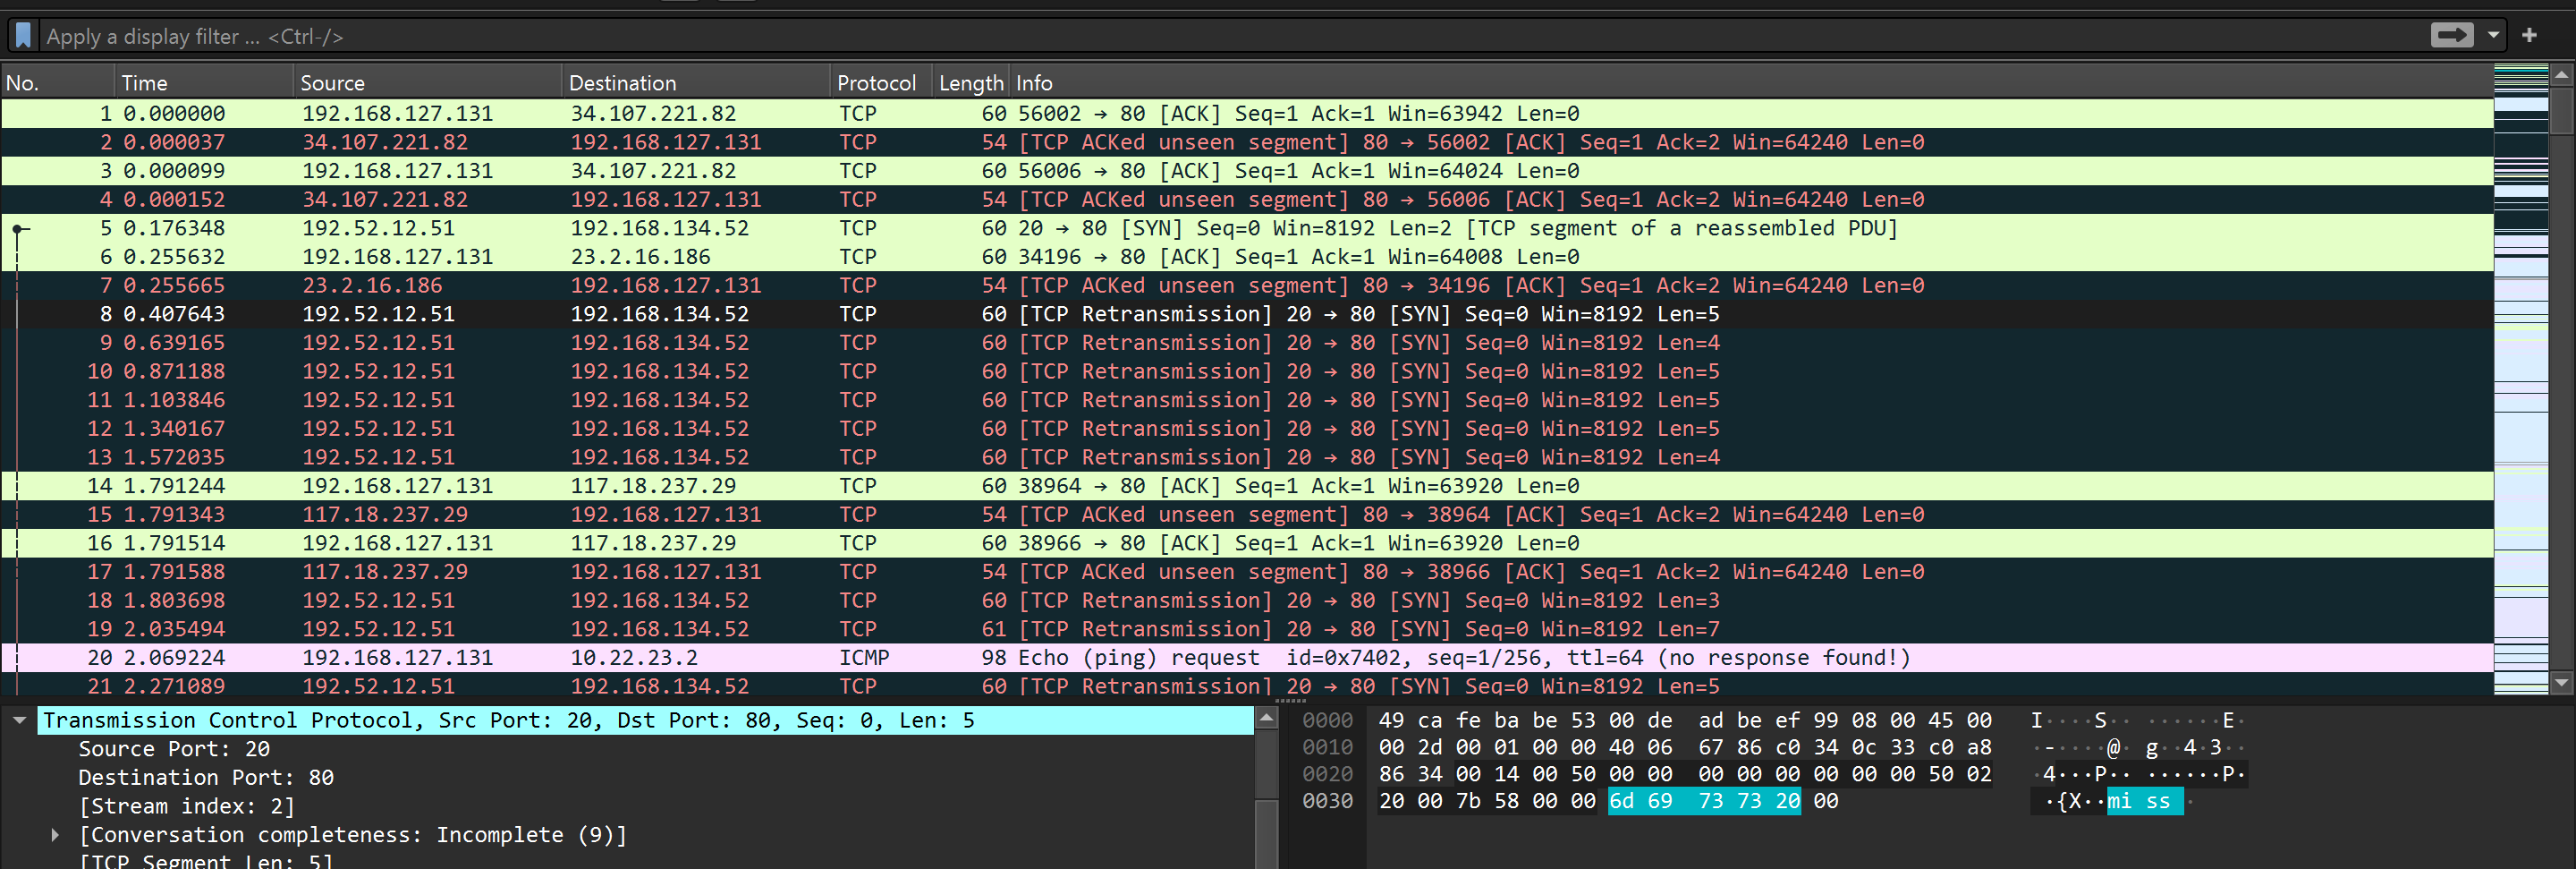 Apply a display filter ... <Ctrl-/>
No. Time Source Destination Protocol Length Info
1 0.000000 192.168.127.131 34.107.221.82 TCP 60 56002 → 80 [ACK] Seq=1 Ack=1 Win=63942 Len=0
2 0.000037 34.107.221.82 192.168.127.131 TCP 54 [TCP ACKed unseen segment] 80 → 56002 [ACK] Seq=1 Ack=2 Win=64240 Len=0
3 0.000099 192.168.127.131 34.107.221.82 TCP 60 56006 → 80 [ACK] Seq=1 Ack=1 Win=64024 Len=0
4 0.000152 34.107.221.82 192.168.127.131 TCP 54 [TCP ACKed unseen segment] 80 → 56006 [ACK] Seq=1 Ack=2 Win=64240 Len=0
5 0.176348 192.52.12.51 192.168.134.52 TCP 60 20 → 80 [SYN] Seq=0 Win=8192 Len=2 [TCP segment of a reassembled PDU]
6 0.255632 192.168.127.131 23.2.16.186 TCP 60 34196 → 80 [ACK] Seq=1 Ack=1 Win=64008 Len=0
7 0.255665 23.2.16.186 192.168.127.131 TCP 54 [TCP ACKed unseen segment] 80 → 34196 [ACK] Seq=1 Ack=2 Win=64240 Len=0
8 0.407643 192.52.12.51 192.168.134.52 TCP 60 [TCP Retransmission] 20 → 80 [SYN] Seq=0 Win=8192 Len=5
9 0.639165 192.52.12.51 192.168.134.52 TCP 60 [TCP Retransmission] 20 → 80 [SYN] Seq=0 Win=8192 Len=4
10 0.871188 192.52.12.51 192.168.134.52 TCP 60 [TCP Retransmission] 20 → 80 [SYN] Seq=0 Win=8192 Len=5
11 1.103846 192.52.12.51 192.168.134.52 TCP 60 [TCP Retransmission] 20 → 80 [SYN] Seq=0 Win=8192 Len=5
12 1.340167 192.52.12.51 192.168.134.52 TCP 60 [TCP Retransmission] 20 → 80 [SYN] Seq=0 Win=8192 Len=5
13 1.572035 192.52.12.51 192.168.134.52 TCP 60 [TCP Retransmission] 20 → 80 [SYN] Seq=0 Win=8192 Len=4
14 1.791244 192.168.127.131 117.18.237.29 TCP 60 38964 → 80 [ACK] Seq=1 Ack=1 Win=63920 Len=0
15 1.791343 117.18.237.29 192.168.127.131 TCP 54 [TCP ACKed unseen segment] 80 → 38964 [ACK] Seq=1 Ack=2 Win=64240 Len=0
16 1.791514 192.168.127.131 117.18.237.29 TCP 60 38966 → 80 [ACK] Seq=1 Ack=1 Win=63920 Len=0
17 1.791588 117.18.237.29 192.168.127.131 TCP 54 [TCP ACKed unseen segment] 80 → 38966 [ACK] Seq=1 Ack=2 Win=64240 Len=0
18 1.803698 192.52.12.51 192.168.134.52 TCP 60 [TCP Retransmission] 20 → 80 [SYN] Seq=0 Win=8192 Len=3
19 2.035494 192.52.12.51 192.168.134.52 TCP 61 [TCP Retransmission] 20 → 80 [SYN] Seq=0 Win=8192 Len=7
20 2.069224 192.168.127.131 10.22.23.2 ICMP 98 Echo (ping) request id=0x7402, seq=1/256, ttl=64 (no response found!)
21 2.271089 192.52.12.51 192.168.134.52 TCP 60 [TCP Retransmission] 20 → 80 [SYN] Seq=0 Win=8192 Len=5
Transmission Control Protocol, Src Port: 20, Dst Port: 80, Seq: 0, Len: 5
Source Port: 20
Destination Port: 80
[Stream index: 2]
[Conversation completeness: Incomplete (9)]
[TCP Segment Len: 5]
0000 49 ca fe ba be 53 00 de ad be ef 99 08 00 45 00 I····S·· ······E·
0010 00 2d 00 01 00 00 40 06 67 86 c0 34 0c 33 c0 a8 ·-····@· g··4·3··
0020 86 34 00 14 00 50 00 00 00 00 00 00 00 00 50 02 ·4···P·· ······P·
0030 20 00 7b 58 00 00 6d 69 73 73 20 00 ·{X··mi ss ·